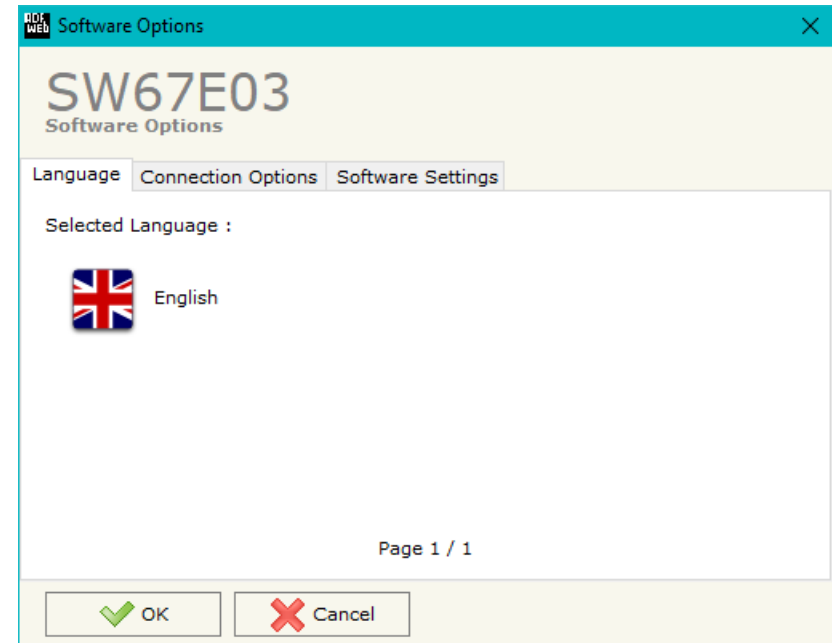 ADF
WEB
Software Options
SW67E03
Software Options
Language
Connection Options
Software Settings
Selected Language :
English
Page 1 / 1
OK
Cancel